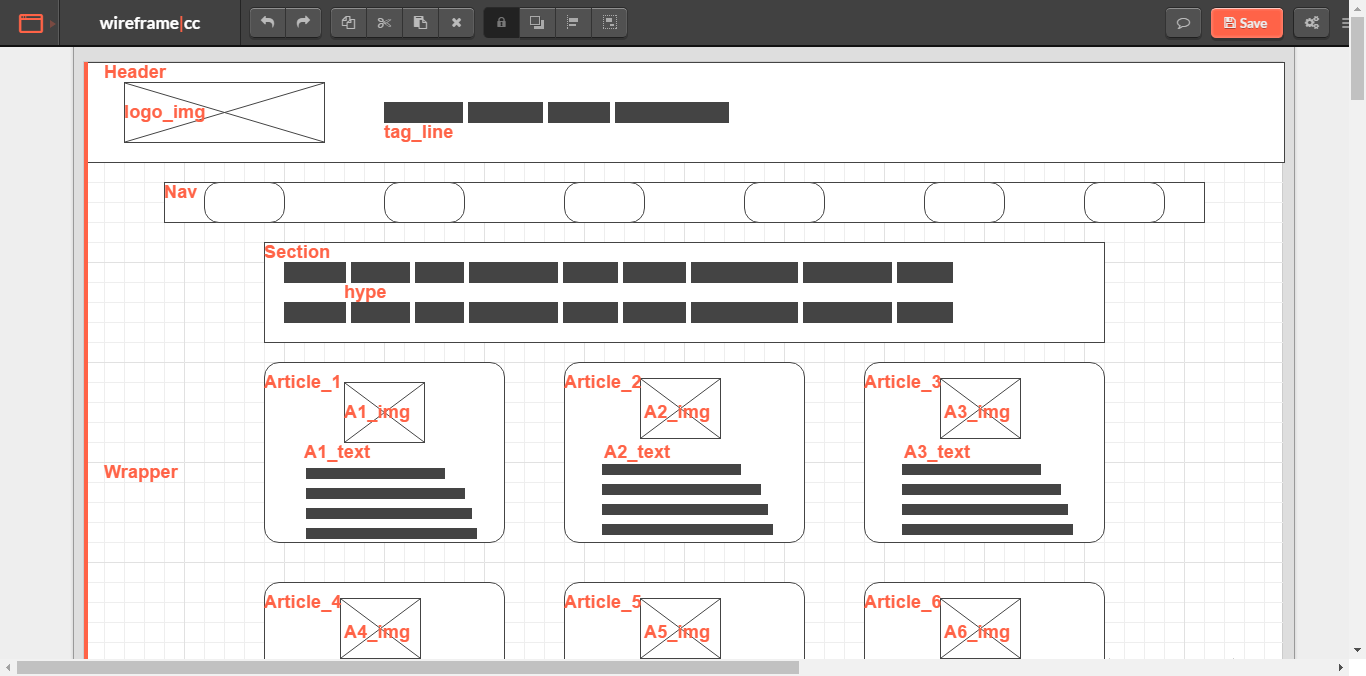 wireframe|cc
Save
Header
logo_img
tag_line
Nav
Section
hype
Article_1
Article_2
Article_3
A1_img
A2_img
A3_img
A1_text
A2_text
A3_text
Wrapper
Article_4
Article_5
Article_6
A4_img
A5_img
A6_img